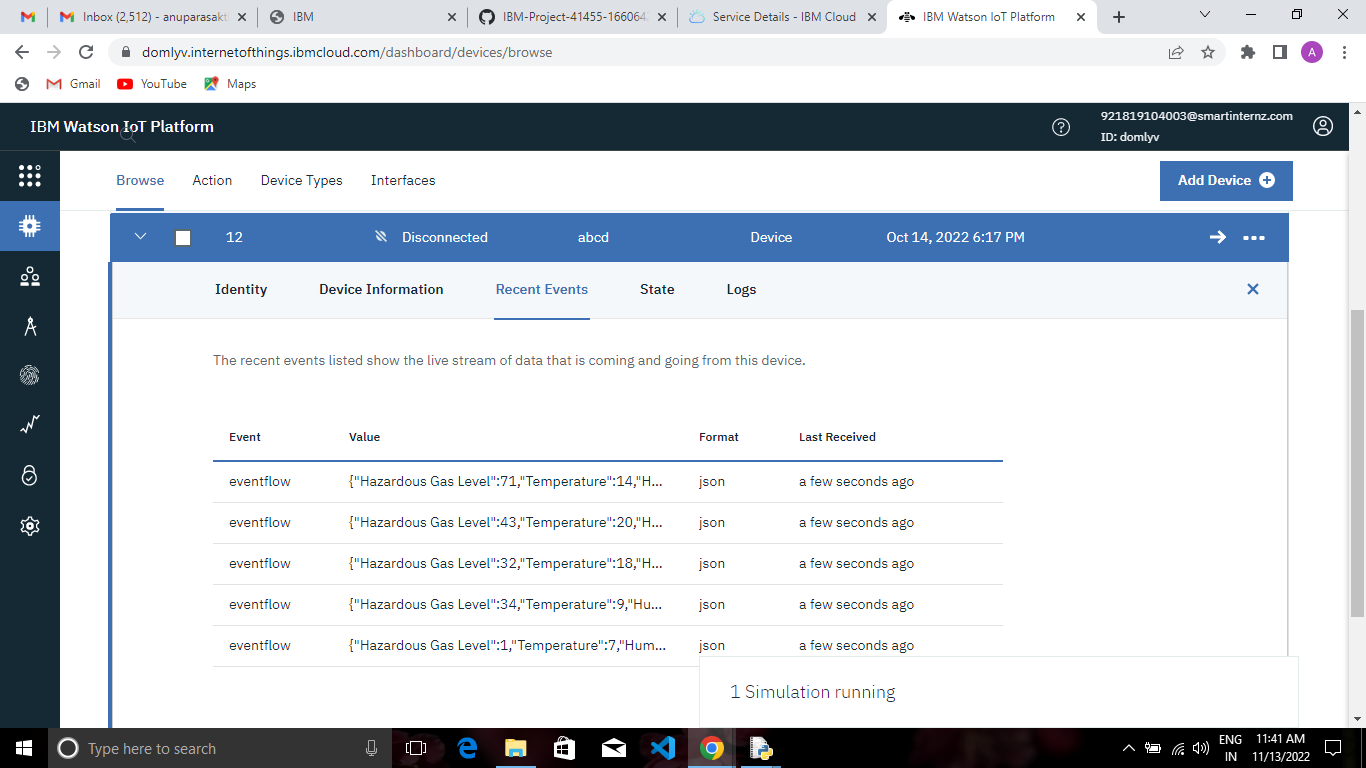 Inbox (2,512) - anuparasakt
IBM
IBM-Project-41455-166064
Service Details - IBM Cloud
IBM Watson IoT Platform
domlyv.internetofthings.ibmcloud.com/dashboard/devices/browse
A
Gmail
YouTube
Maps
IBM Watson IoT Platform
921819104003@smartinternz.com
ID: domlyv
Browse
Action
Device Types
Interfaces
Add Device
12
Disconnected
abcd
Device
Oct 14, 2022 6:17 PM
Identity
Device Information
Recent Events
State
Logs
The recent events listed show the live stream of data that is coming and going from this device.
Event
Value
Format
Last Received
eventflow
{"Hazardous Gas Level":71,"Temperature":14,"H...
json
a few seconds ago
eventflow
{"Hazardous Gas Level":43,"Temperature":20,"H...
json
a few seconds ago
eventflow
{"Hazardous Gas Level":32,"Temperature":18,"H...
json
a few seconds ago
eventflow
{"Hazardous Gas Level":34,"Temperature":9,"Hu...
json
a few seconds ago
eventflow
{"Hazardous Gas Level":1,"Temperature":7,"Hum...
json
a few seconds ago
1 Simulation running
Type here to search
ENG
IN
11:41 AM
11/13/2022